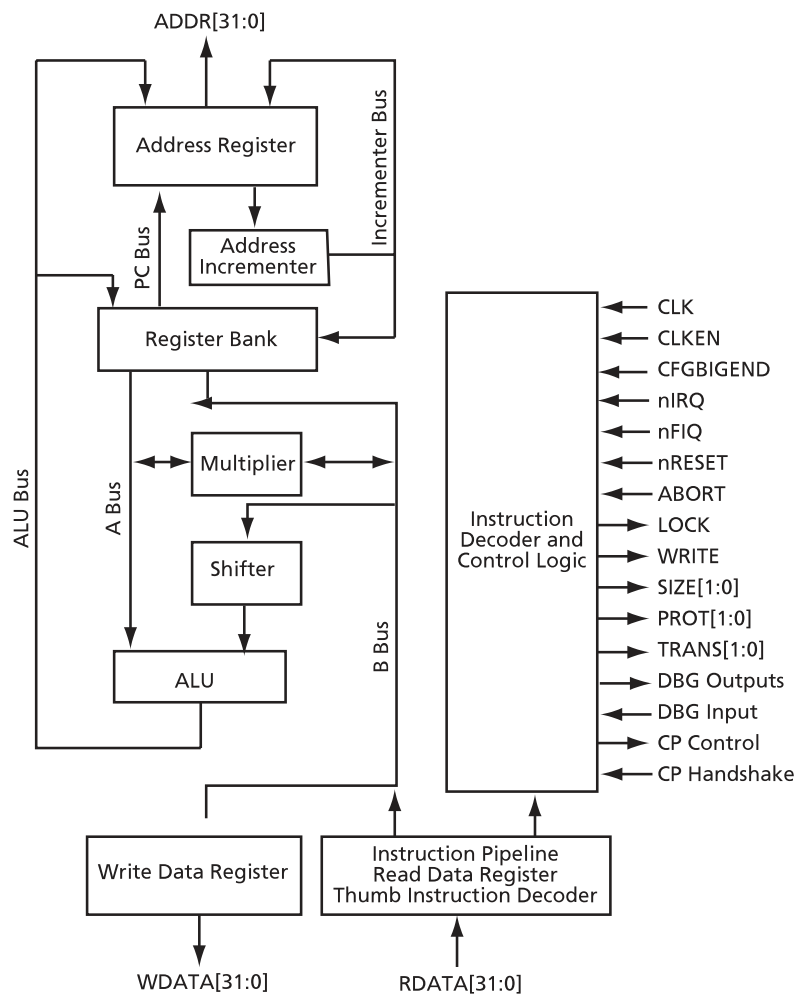 ADDR[31:0]
Address Register
Incrementer Bus
PC Bus
Address
Incrementer
Register Bank
ALU Bus
A Bus
Multiplier
Shifter
B Bus
ALU
Write Data Register
WDATA[31:0]
Instruction
Decoder and
Control Logic
CLK
CLKEN
CFGBIGEND
nIRQ
nFIQ
nRESET
ABORT
LOCK
WRITE
SIZE[1:0]
PROT[1:0]
TRANS[1:0]
DBG Outputs
DBG Input
CP Control
CP Handshake
Instruction Pipeline
Read Data Register
Thumb Instruction Decoder
RDATA[31:0]